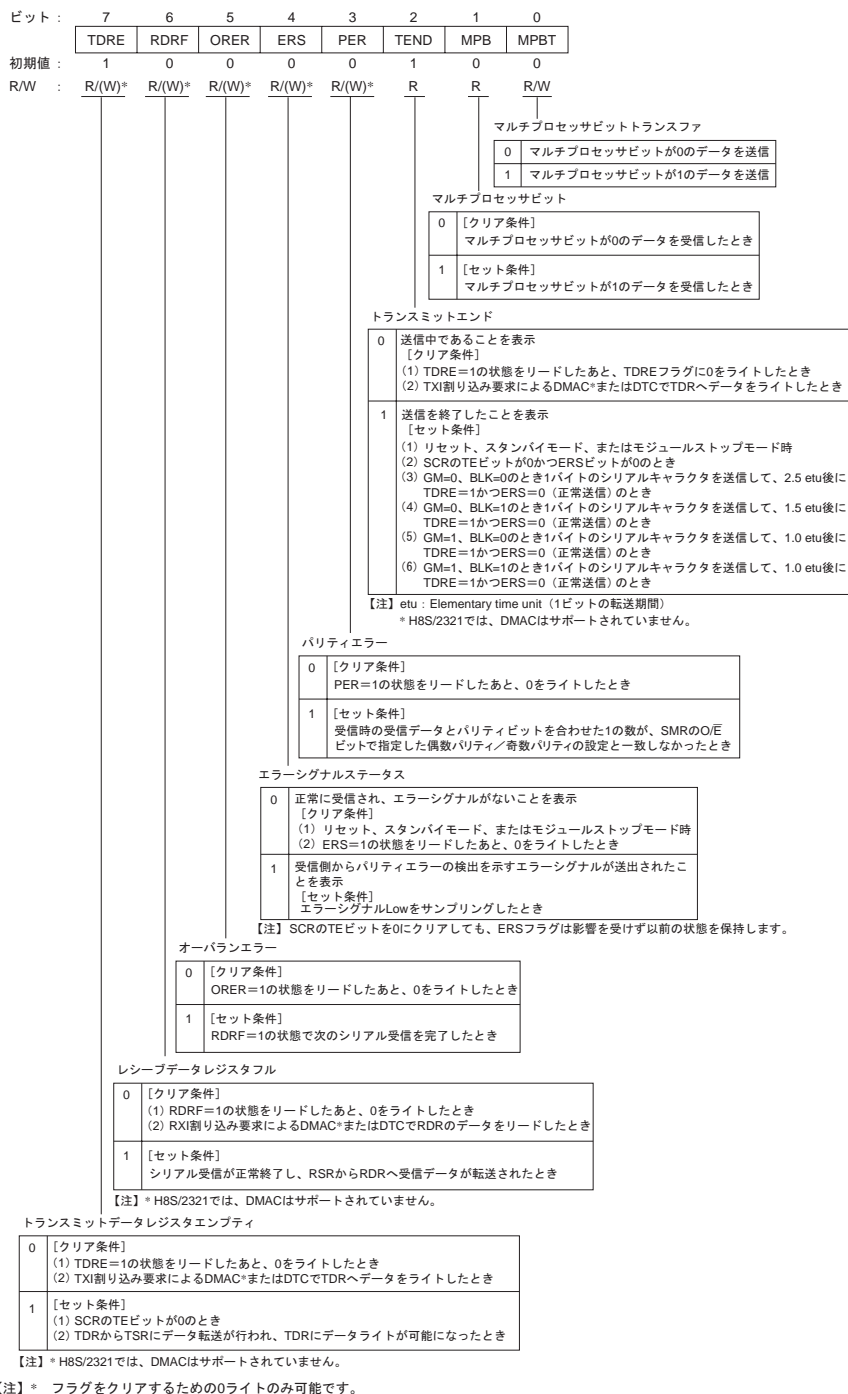 ビット : 7 6 5 4 3 2 1 0
TDRE RDRF ORER ERS PER TEND MPB MPBT
初期値 : 1 0 0 0 0 1 0 0
R/W : R/(W)* R/(W)* R/(W)* R/(W)* R/(W)* R R R/W
マルチプロセッサビットトランスファ
0 マルチプロセッサビットが0のデータを送信
1 マルチプロセッサビットが1のデータを送信
マルチプロセッサビット
0 [クリア条件]
マルチプロセッサビットが0のデータを受信したとき
1 [セット条件]
マルチプロセッサビットが1のデータを受信したとき
トランスミットエンド
0 送信中であることを表示
[クリア条件]
(1) TDRE=1の状態をリードしたあと、TDREフラグに0をライトしたとき
(2) TXI割り込み要求によるDMAC*またはDTCでTDRへデータをライトしたとき
1 送信を終了したことを表示
[セット条件]
(1) リセット、スタンバイモード、またはモジュールストップモード時
(2) SCRのTEビットが0かつERSビットが0のとき
(3) GM=0、BLK=0のとき1バイトのシリアルキャラクタを送信して、2.5 etu後に
TDRE=1かつERS=0（正常送信）のとき
(4) GM=0、BLK=1のとき1バイトのシリアルキャラクタを送信して、1.5 etu後に
TDRE=1かつERS=0（正常送信）のとき
(5) GM=1、BLK=0のとき1バイトのシリアルキャラクタを送信して、1.0 etu後に
TDRE=1かつERS=0（正常送信）のとき
(6) GM=1、BLK=1のとき1バイトのシリアルキャラクタを送信して、1.0 etu後に
TDRE=1かつERS=0（正常送信）のとき
【注】etu : Elementary time unit（1ビットの転送期間）
* H8S/2321では、DMACはサポートされていません。
パリティエラー
0 [クリア条件]
PER=1の状態をリードしたあと、0をライトしたとき
1 [セット条件]
受信時の受信データとパリティビットを合わせた1の数が、SMRのO/E̅
ビットで指定した偶数パリティ／奇数パリティの設定と一致しなかったとき
エラーシグナルステータス
0 正常に受信され、エラーシグナルがないことを表示
[クリア条件]
(1) リセット、スタンバイモード、またはモジュールストップモード時
(2) ERS=1の状態をリードしたあと、0をライトしたとき
1 受信側からパリティエラーの検出を示すエラーシグナルが送出されたこ
とを表示
[セット条件]
エラーシグナルLowをサンプリングしたとき
【注】SCRのTEビットを0にクリアしても、ERSフラグは影響を受けず以前の状態を保持します。
オーバランエラー
0 [クリア条件]
ORER=1の状態をリードしたあと、0をライトしたとき
1 [セット条件]
RDRF=1の状態で次のシリアル受信を完了したとき
レシーブデータレジスタフル
0 [クリア条件]
(1) RDRF=1の状態をリードしたあと、0をライトしたとき
(2) RXI割り込み要求によるDMAC*またはDTCでRDRのデータをリードしたとき
1 [セット条件]
シリアル受信が正常終了し、RSRからRDRへ受信データが転送されたとき
【注】* H8S/2321では、DMACはサポートされていません。
トランスミットデータレジスタエンプティ
0 [クリア条件]
(1) TDRE=1の状態をリードしたあと、0をライトしたとき
(2) TXI割り込み要求によるDMAC*またはDTCでTDRへデータをライトしたとき
1 [セット条件]
(1) SCRのTEビットが0のとき
(2) TDRからTSRにデータ転送が行われ、TDRにデータライトが可能になったとき
【注】* H8S/2321では、DMACはサポートされていません。
【注】* フラグをクリアするための0ライトのみ可能です。